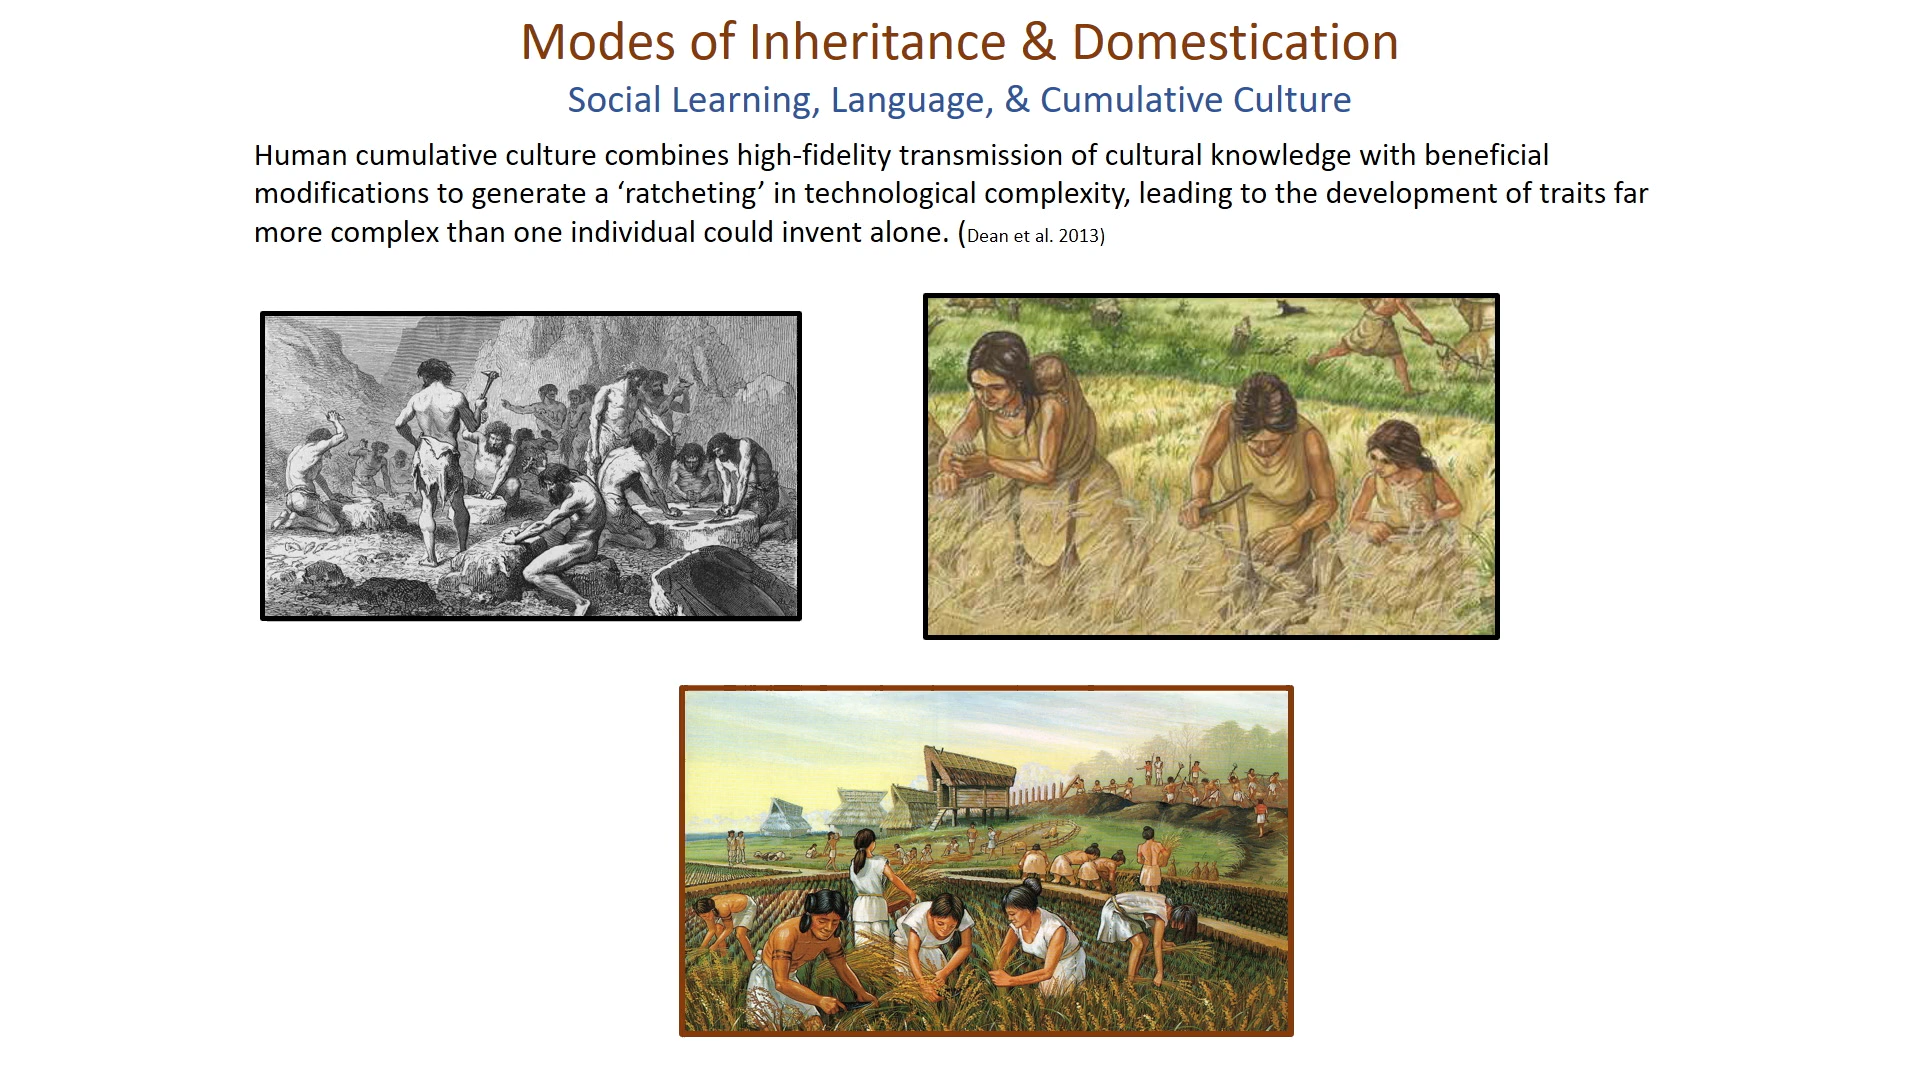 Modes of Inheritance & Domestication
Social Learning, Language, & Cumulative Culture
Human cumulative culture combines high-fidelity transmission of cultural knowledge with beneficial
modifications to generate a ‘ratcheting’ in technological complexity, leading to the development of traits far
more complex than one individual could invent alone. (Dean et al. 2013)